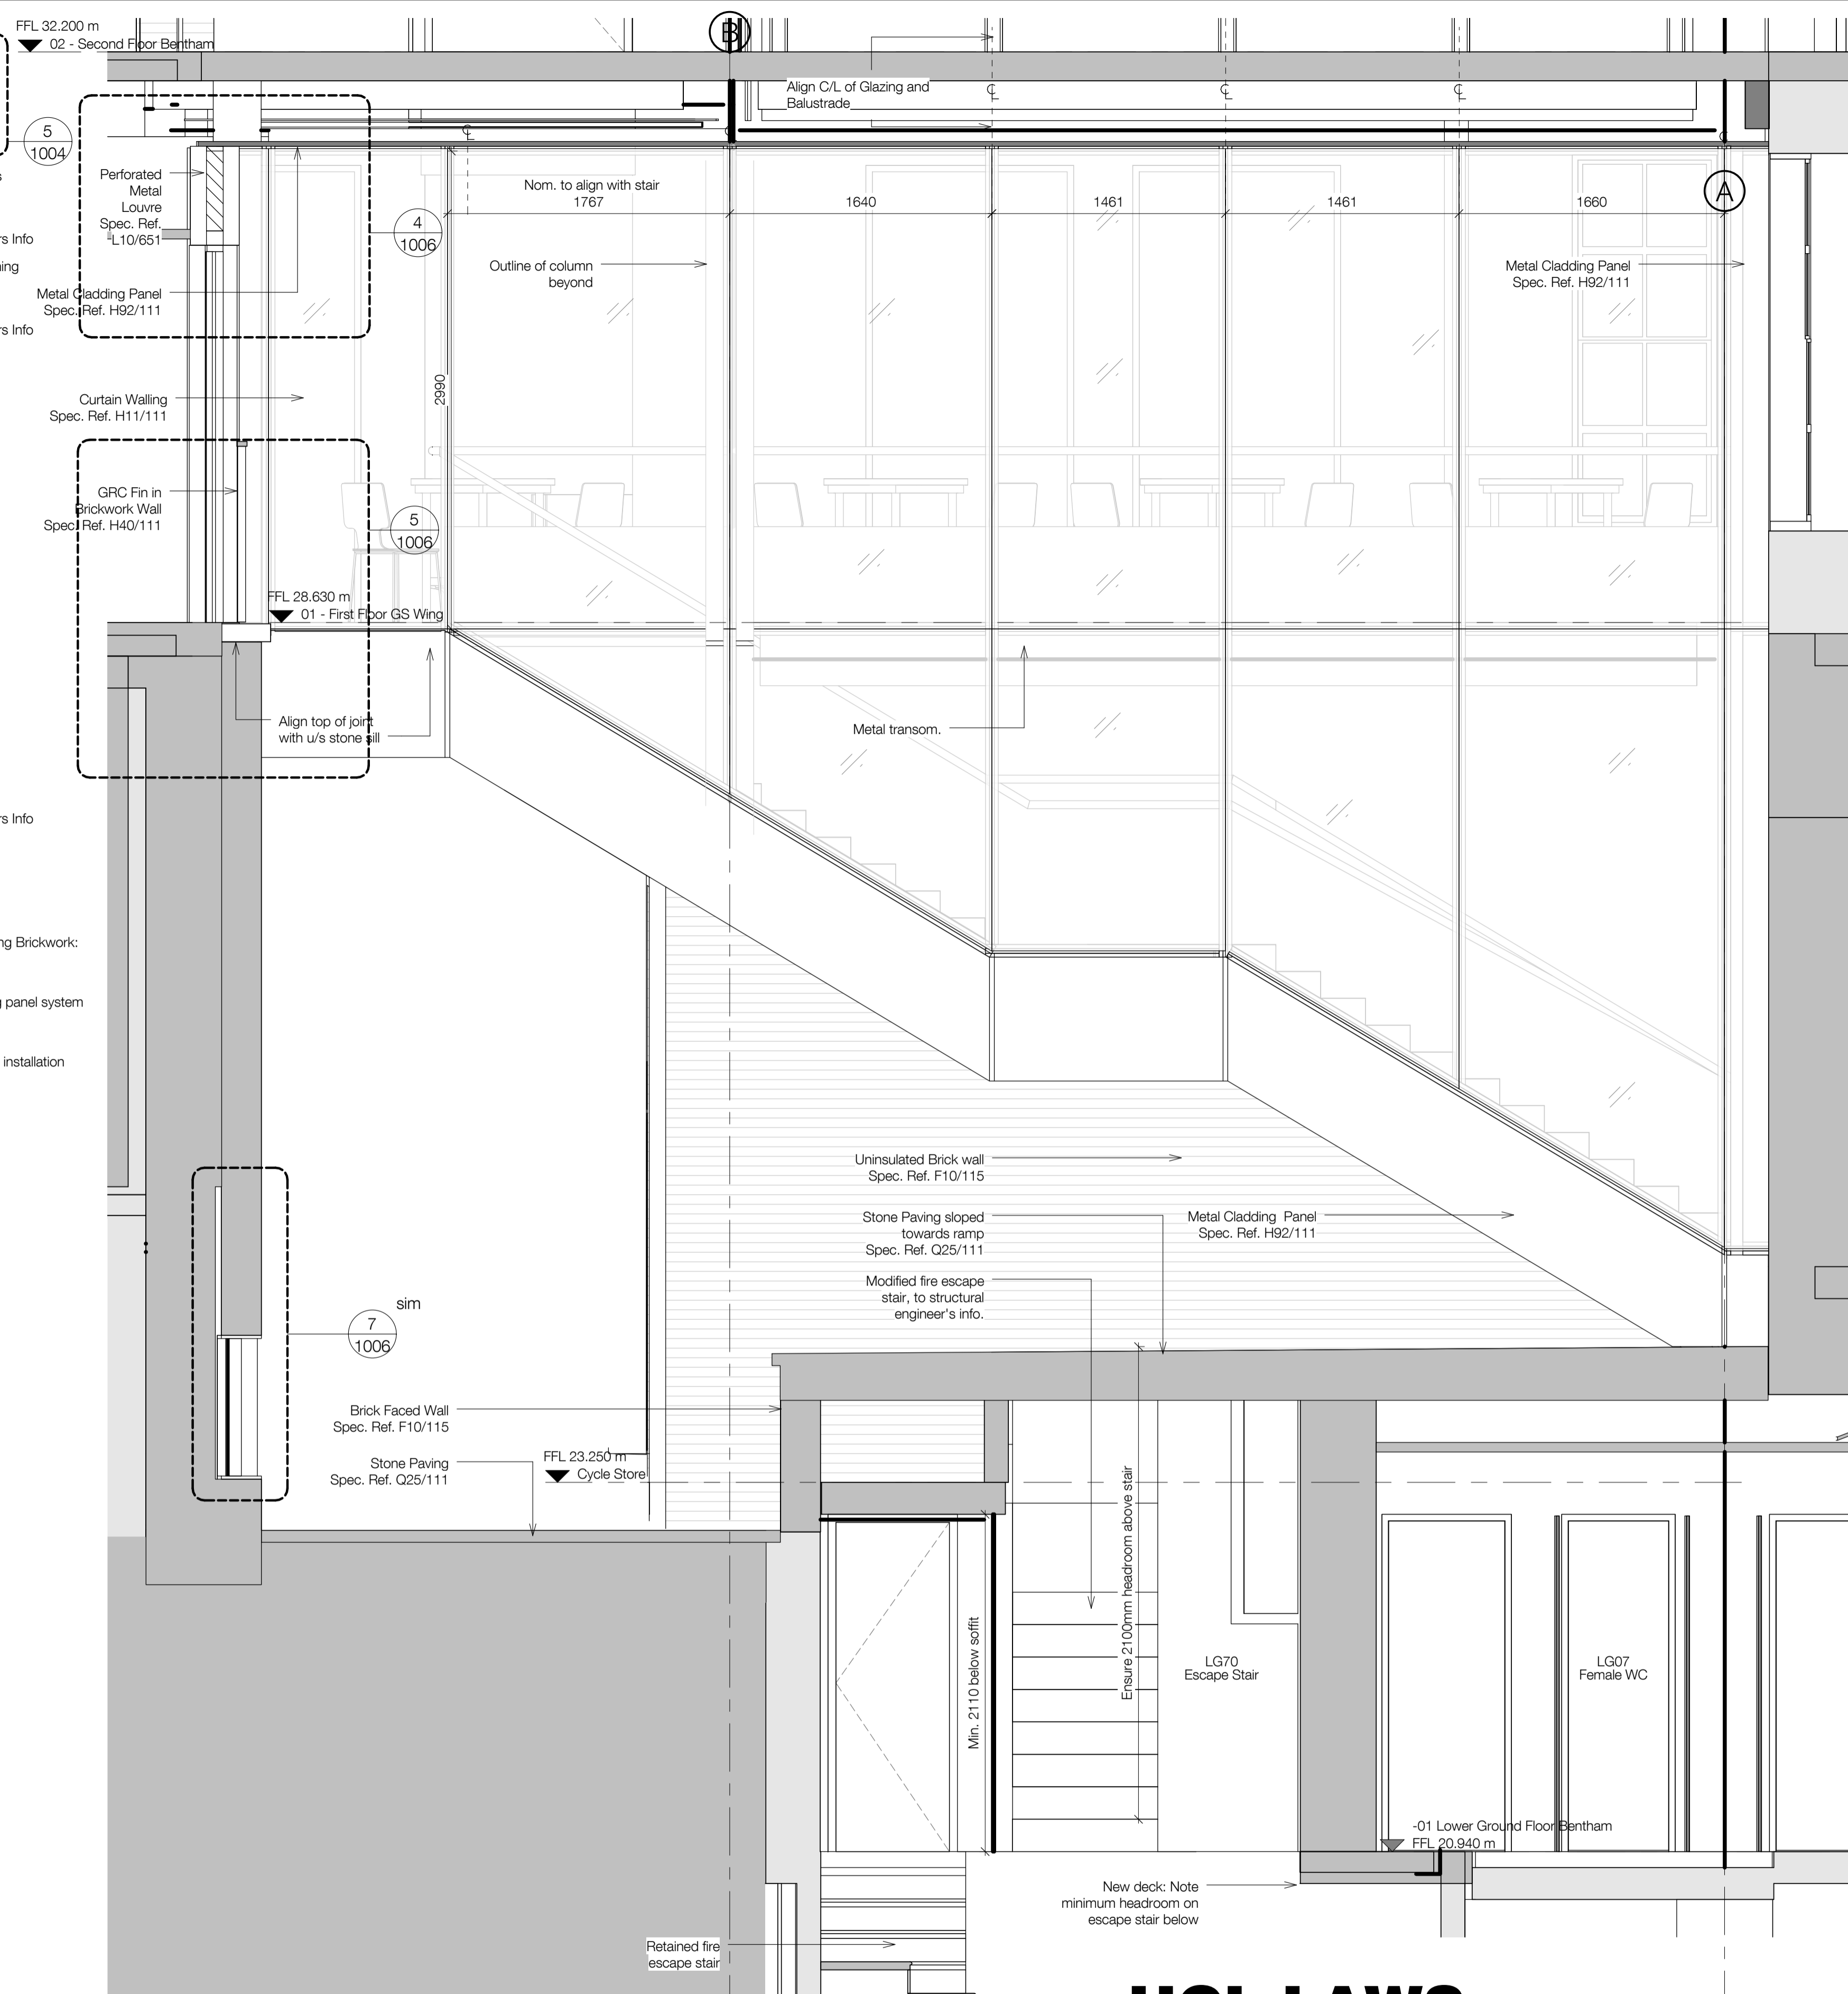 FFL 32.200 m
02 - Second Floor Bentham
B
Align C/L of Glazing and
Balustrade
5
1004
Perforated
Metal
Louvre
Spec. Ref.
L10/651
Nom. to align with stair
1767
1640
1461
1461
1660
A
4
1006
rs Info
Outline of column
beyond
Metal Cladding Panel
Spec. Ref. H92/111
Metal Cladding Panel
Spec. Ref. H92/111
rs Info
2990
Curtain Walling
Spec. Ref. H11/111
GRC Fin in
Brickwork Wall
Spec. Ref. H40/111
5
1006
FFL 28.630 m
01 - First Floor GS Wing
Align top of joint
with u/s stone sill
Metal transom.
rs Info
ng Brickwork:
g panel system
installation
Uninsulated Brick wall
Spec. Ref. F10/115
Stone Paving sloped
towards ramp
Spec. Ref. Q25/111
Metal Cladding Panel
Spec. Ref. H92/111
Modified fire escape
stair, to structural
engineer's info.
sim
7
1006
Brick Faced Wall
Spec. Ref. F10/115
Stone Paving
Spec. Ref. Q25/111
FFL 23.250 m
Cycle Store
Ensure 2100mm headroom above stair
Min. 2110 below soffit
LG70
Escape Stair
LG07
Female WC
-01 Lower Ground Floor Bentham
FFL 20.940 m
New deck: Note
minimum headroom on
escape stair below
Retained fire
escape stair
UCL LAWS